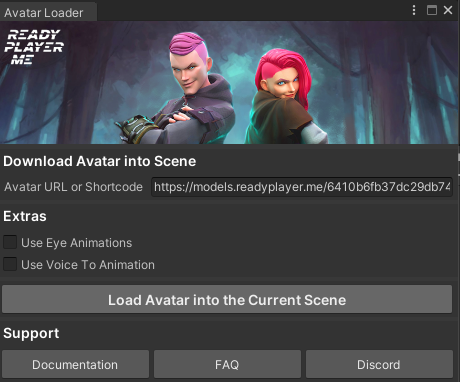 Avatar Loader
READY
PLAYER
ME
Download Avatar into Scene
Avatar URL or Shortcode https://models.readyplayer.me/6410b6fb37dc29db74
Extras
Use Eye Animations
Use Voice To Animation
Load Avatar into the Current Scene
Support
Documentation FAQ Discord